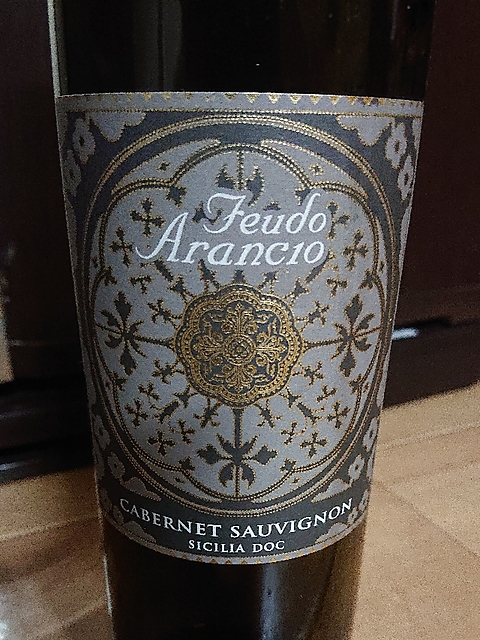 Feudo
Arancio
CABERNET SAUVIGNON
SICILIA DOC